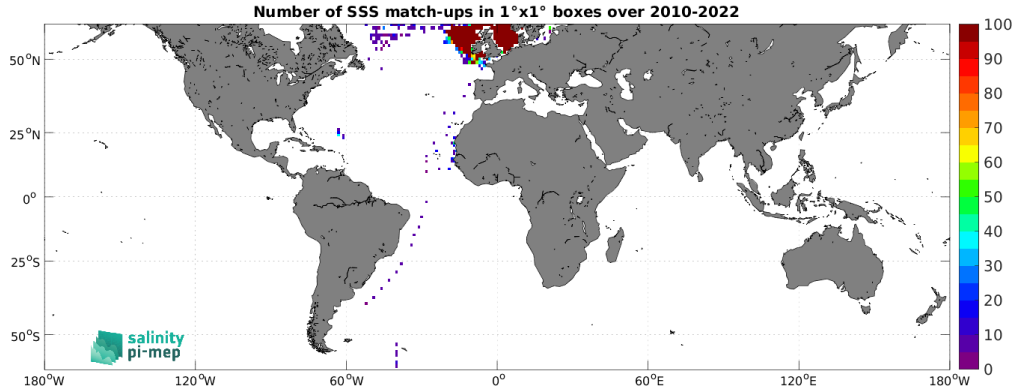 Number of SSS match-ups in 1°x1° boxes over 2010-2022
100
90
80
70
60
50
40
30
20
10
0
50°N
25°N
0°
25°S
50°S
salinity
pi-mep
180°W 120°W 60°W 0° 60°E 120°E 180°W